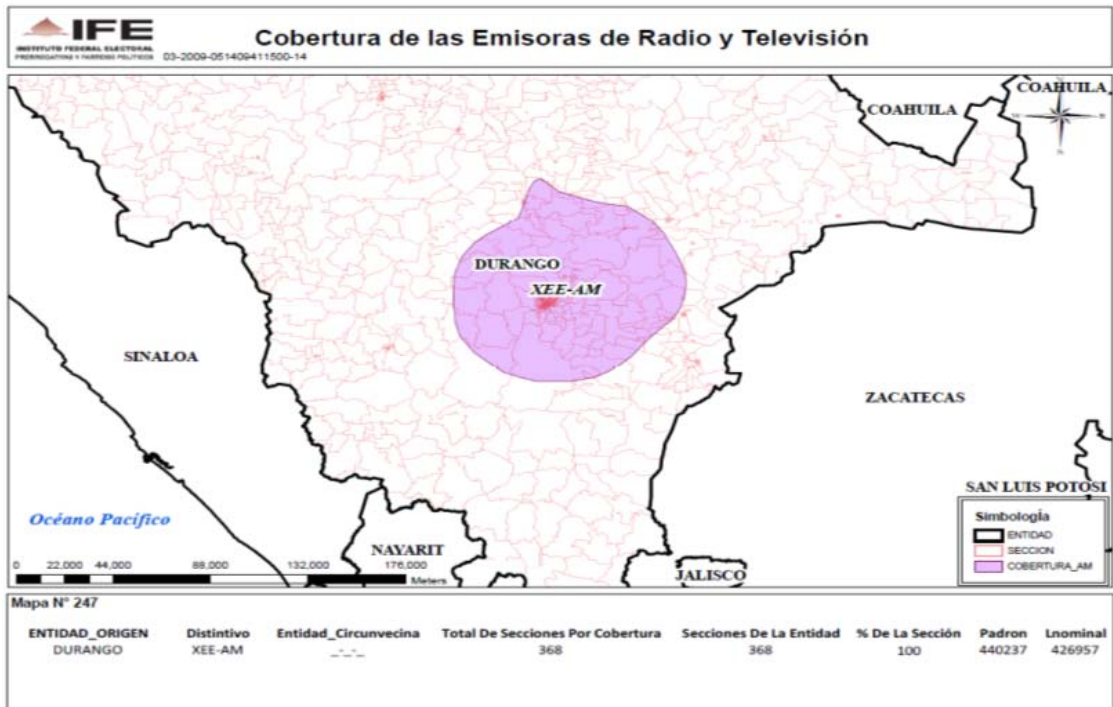 IFE
INSTITUTO FEDERAL ELECTORAL
PRERROGATIVAS Y PARTIDOS POLITICOS
03-2009-051409411500-14
Cobertura de las Emisoras de Radio y Televisión
COAHUILA
COAHUILA
DURANGO
XEE-AM
SINALOA
ZACATECAS
SAN LUIS POTOSI
Océano Pacífico
NAYARIT
JALISCO
0 22,000 44,000 88,000 132,000 176,000
Meters
Simbología
ENTIDAD
SECCION
COBERTURA_AM
Mapa N° 247
ENTIDAD_ORIGEN Distintivo Entidad_Circunvecina Total De Secciones Por Cobertura Secciones De La Entidad % De La Sección Padron Lnominal
DURANGO XEE-AM _-_-_ 368 368 100 440237 426957